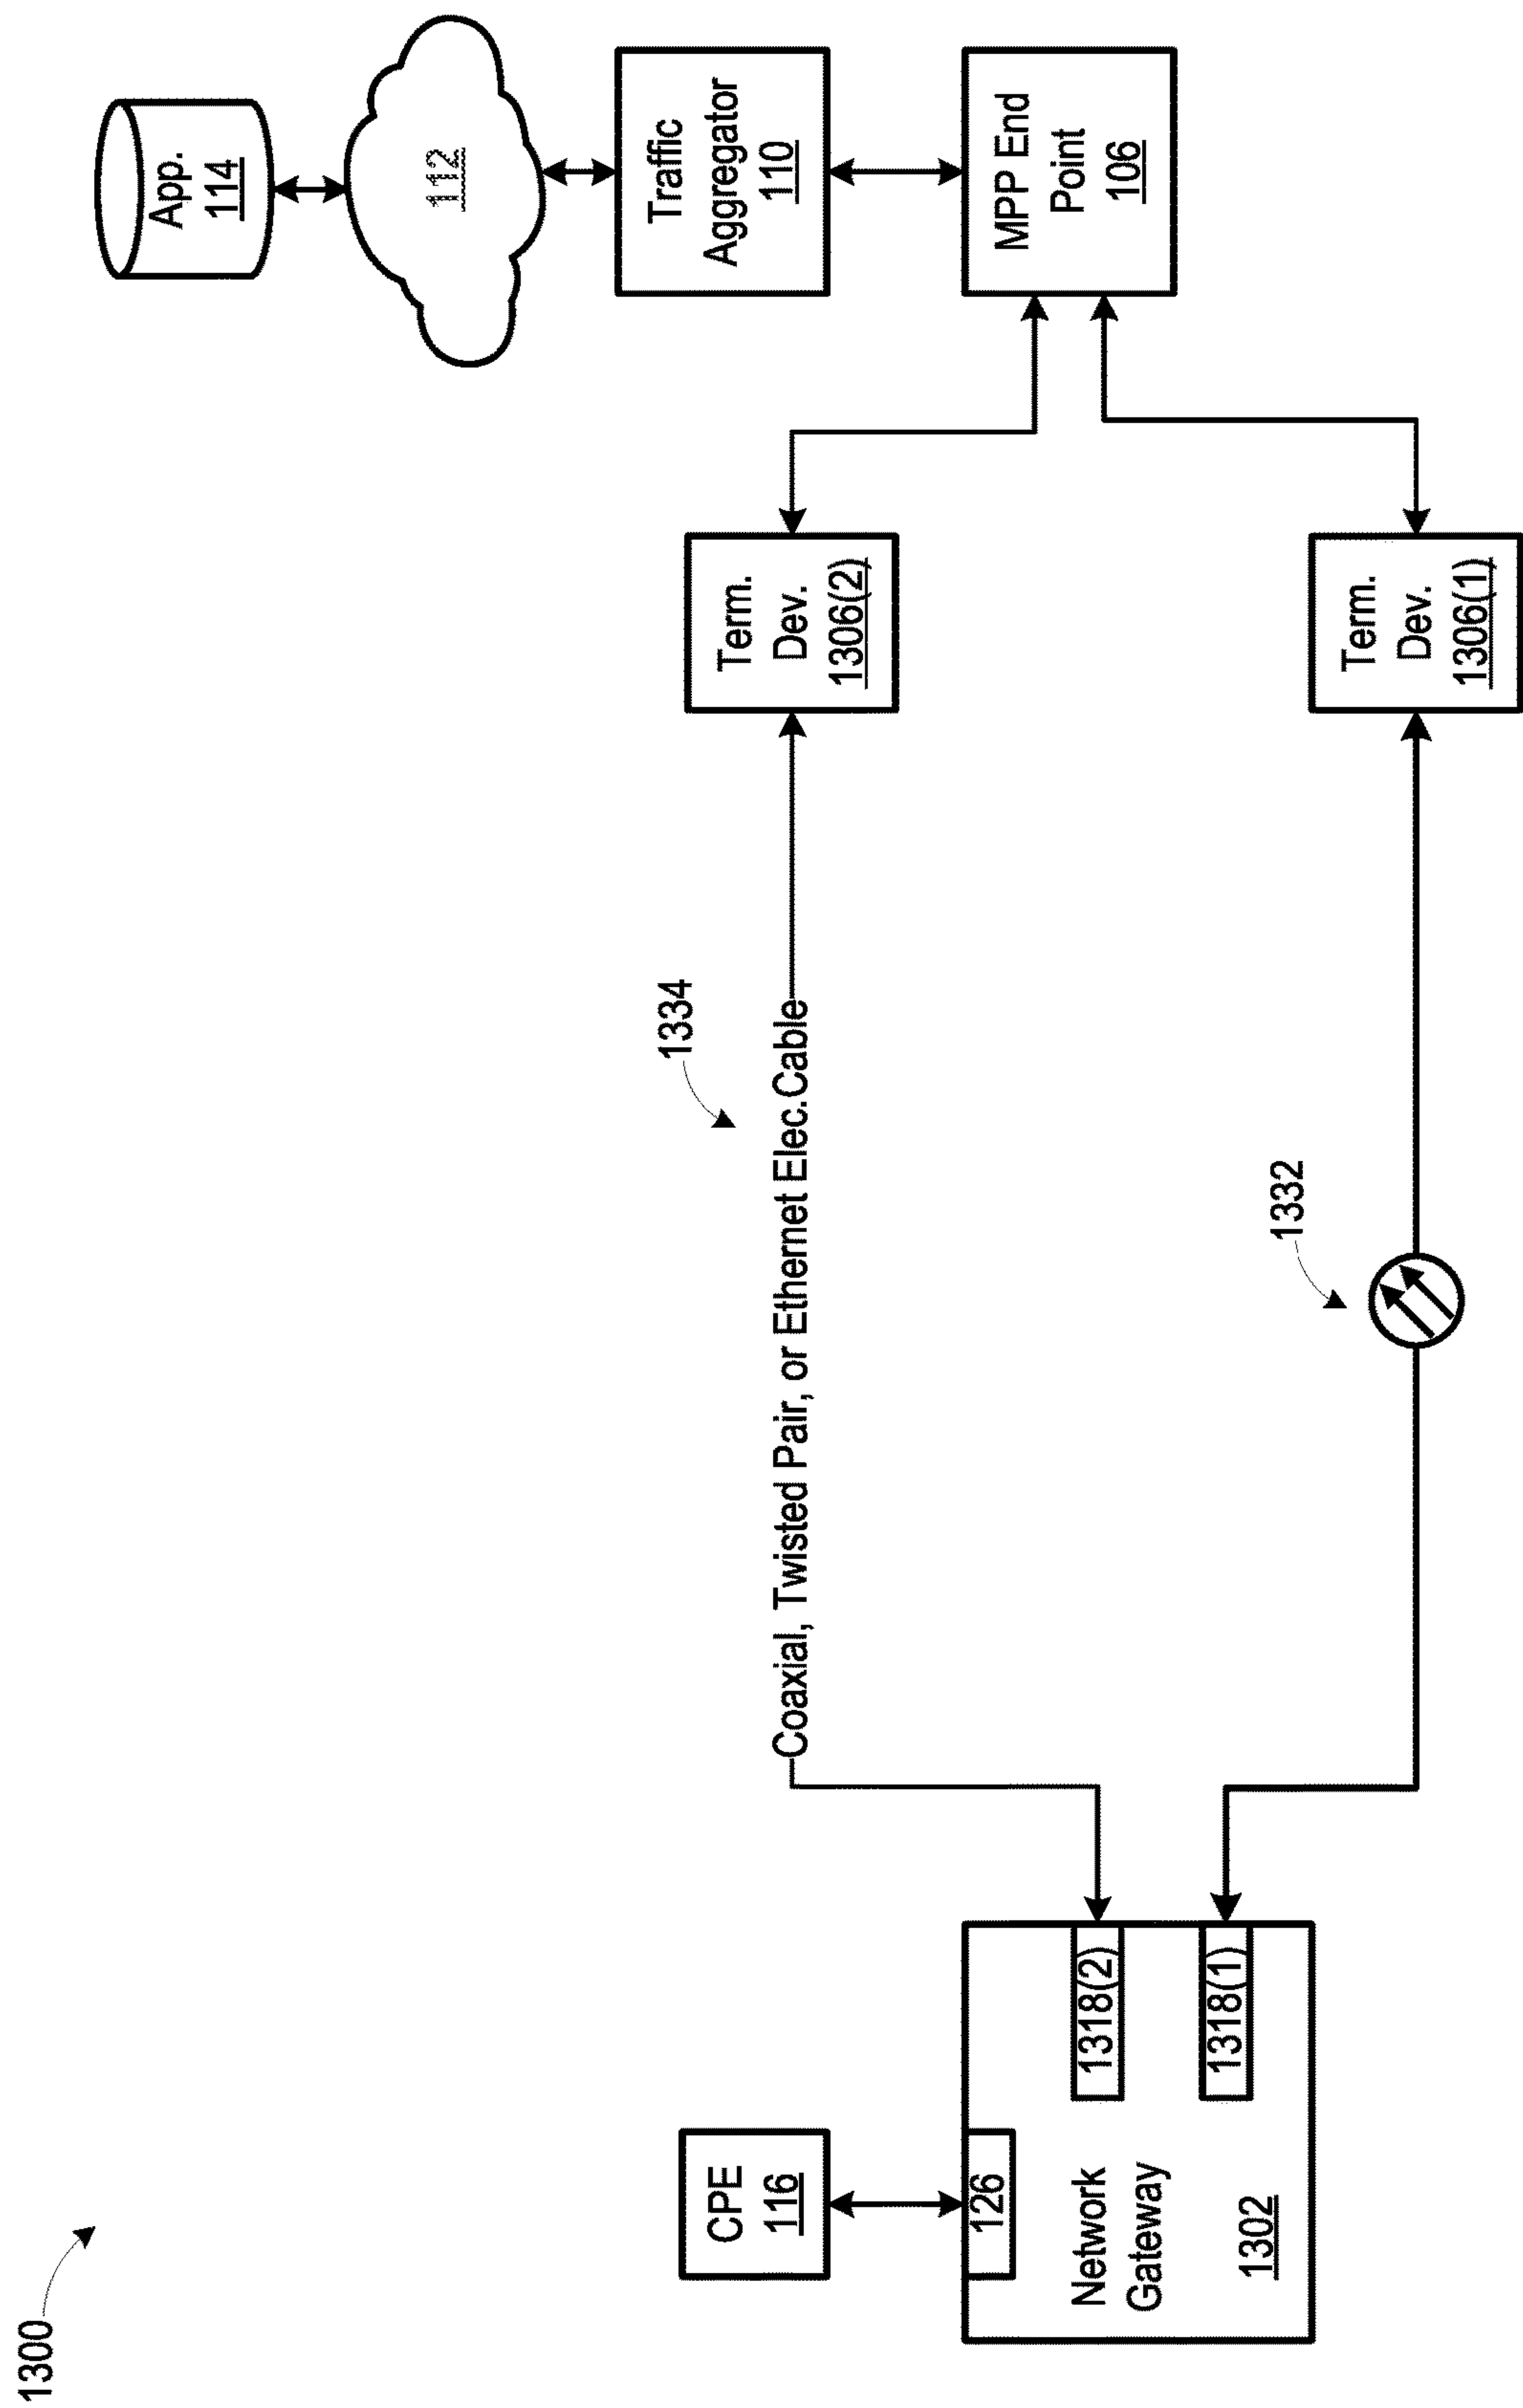 1300
CPE
116
126
Network
Gateway
1302
1318(2)
1318(1)
1334
Coaxial, Twisted Pair, or Ethernet Elec.Cable
1332
Term.
Dev.
1306(2)
Term.
Dev.
1306(1)
App.
114
112
Traffic
Aggregator
110
MPP End
Point
106